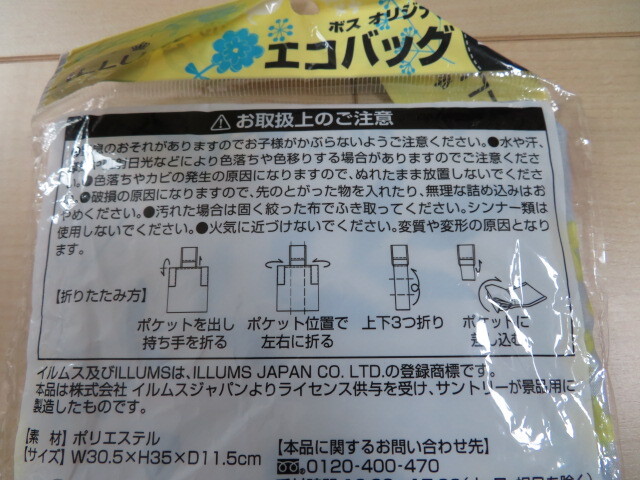 ボス オリジナ
エコバッグ
⚠ お取扱上のご注意
のおそれがありますのでお子様がかぶらないようご注意ください。●水や汗、
日光などにより色落ちや色移りする場合がありますのでご注意くださ
い。●色落ちやカビの発生の原因になりますので、ぬれたまま放置しないでくださ
い。●破損の原因になりますので、先のとがった物を入れたり、無理な詰め込みはお
やめください。●汚れた場合は固く絞った布でふき取ってください。シンナー類は
使用しないでください。●火気に近づけないでください。変質や変形の原因となり
ます。
【折りたたみ方】
ポケットを出し
持ち手を折る
ポケット位置で
左右に折る
上下3つ折り
ポケットに
差し込む
イルムス及びILLUMSは、ILLUMS JAPAN CO. LTD.の登録商標です。
本品は株式会社 イルムスジャパンよりライセンス供与を受け、サントリーが景品用に
製造したものです。
【素 材】ポリエステル
【サイズ】W30.5×H35×D11.5cm
【本品に関するお問い合わせ先】
0120-400-470